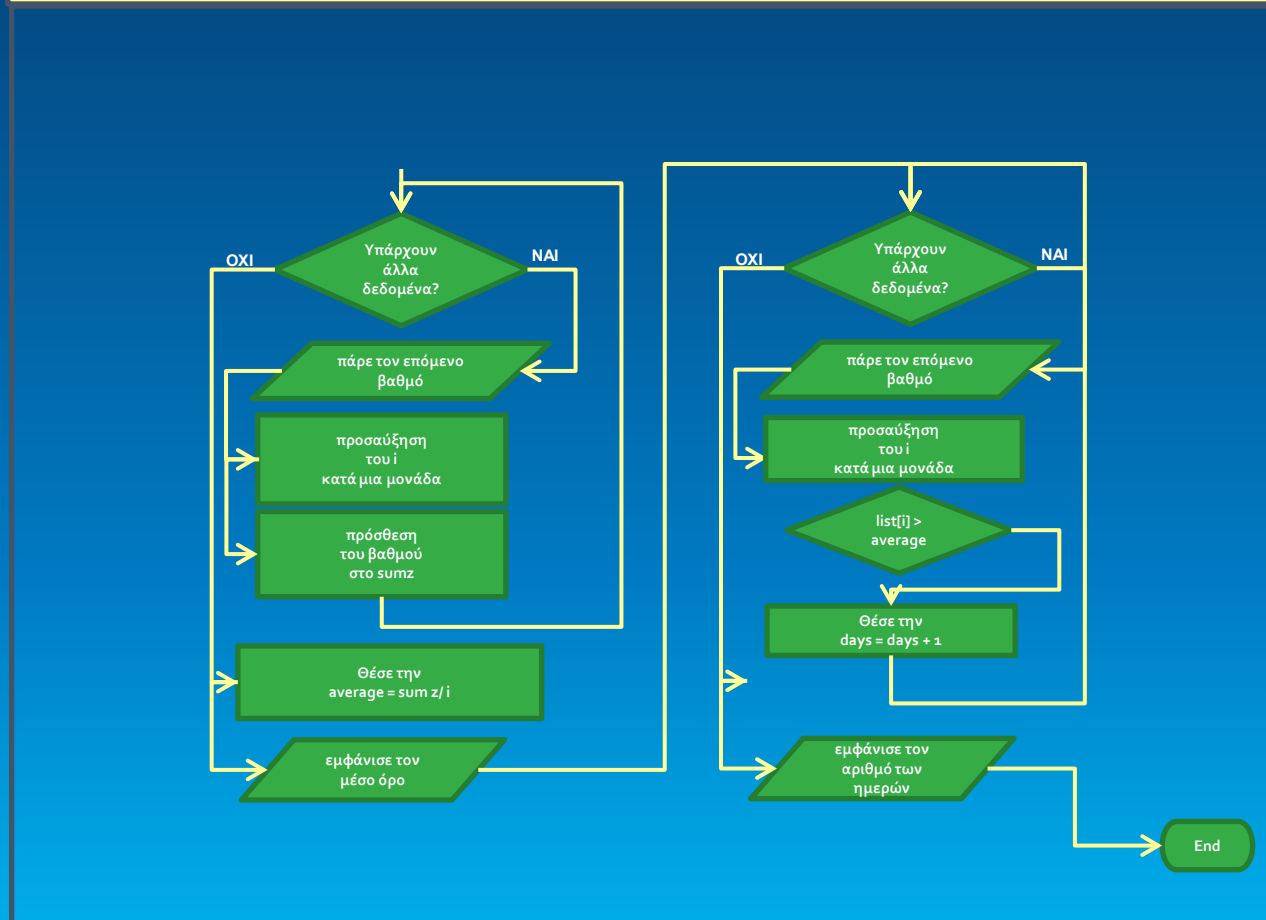 Υπάρχουν
άλλα
δεδομένα?
ΟΧΙ
ΝΑΙ
πάρε τον επόμενο
βαθμό
προσαύξηση
του i
κατά μια μονάδα
πρόσθεση
του βαθμού
στο sumz
Θέσε την
average = sum z/ i
εμφάνισε τον
μέσο όρο
Υπάρχουν
άλλα
δεδομένα?
ΟΧΙ
ΝΑΙ
πάρε τον επόμενο
βαθμό
προσαύξηση
του i
κατά μια μονάδα
list[i] >
average
Θέσε την
days = days + 1
εμφάνισε τον
αριθμό των
ημερών
End